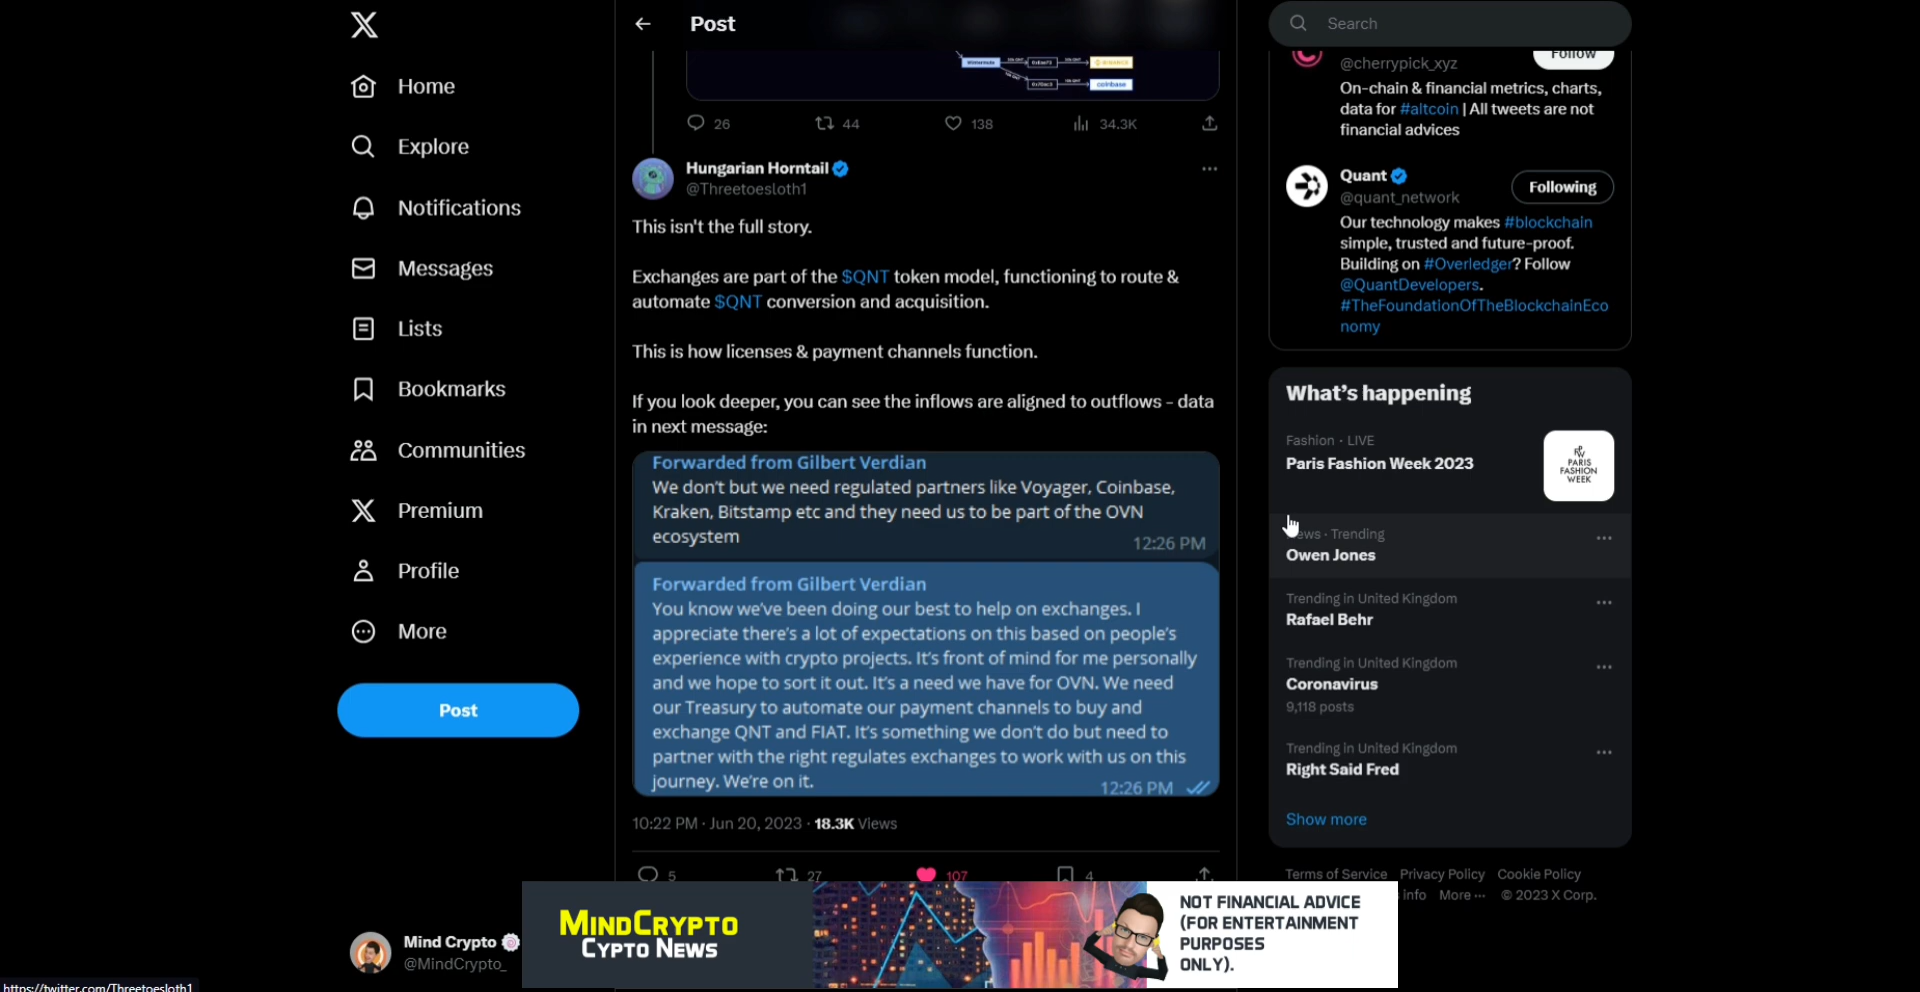 Home
Explore
Notifications
Messages
Lists
Bookmarks
Communities
Premium
Profile
More
Post
Mind Crypto
@MindCrypto_
https://twitter.com/Threetoesloth1
Post
coinbase
26 44 138 34.3K
Hungarian Horntail
@Threetoesloth1
This isn't the full story.
Exchanges are part of the $QNT token model, functioning to route &
automate $QNT conversion and acquisition.
This is how licenses & payment channels function.
If you look deeper, you can see the inflows are aligned to outflows - data
in next message:
Forwarded from Gilbert Verdian
We don't but we need regulated partners like Voyager, Coinbase,
Kraken, Bitstamp etc and they need us to be part of the OVN
ecosystem
12:26 PM
Forwarded from Gilbert Verdian
You know we've been doing our best to help on exchanges. I
appreciate there's a lot of expectations on this based on people's
experience with crypto projects. It's front of mind for me personally
and we hope to sort it out. It's a need we have for OVN. We need
our Treasury to automate our payment channels to buy and
exchange QNT and FIAT. It's something we don't do but need to
partner with the right regulates exchanges to work with us on this
journey. We're on it.
12:26 PM
10:22 PM · Jun 20, 2023 · 18.3K Views
5 27 107 4
MINDCRYPTO
CYPTO NEWS
NOT FINANCIAL ADVICE
(FOR ENTERTAINMENT
PURPOSES
ONLY).
Search
@cherrypick_xyz
Follow
On-chain & financial metrics, charts,
data for #altcoin | All tweets are not
financial advices
Quant
@quant_network
Following
Our technology makes #blockchain
simple, trusted and future-proof.
Building on #Overledger? Follow
@QuantDevelopers.
#TheFoundationOfTheBlockchainEco
nomy
What's happening
Fashion · LIVE
Paris Fashion Week 2023
PARIS
FASHION
WEEK
ews · Trending
Owen Jones
Trending in United Kingdom
Rafael Behr
Trending in United Kingdom
Coronavirus
9,118 posts
Trending in United Kingdom
Right Said Fred
Show more
Terms of Service Privacy Policy Cookie Policy
info More ··· © 2023 X Corp.